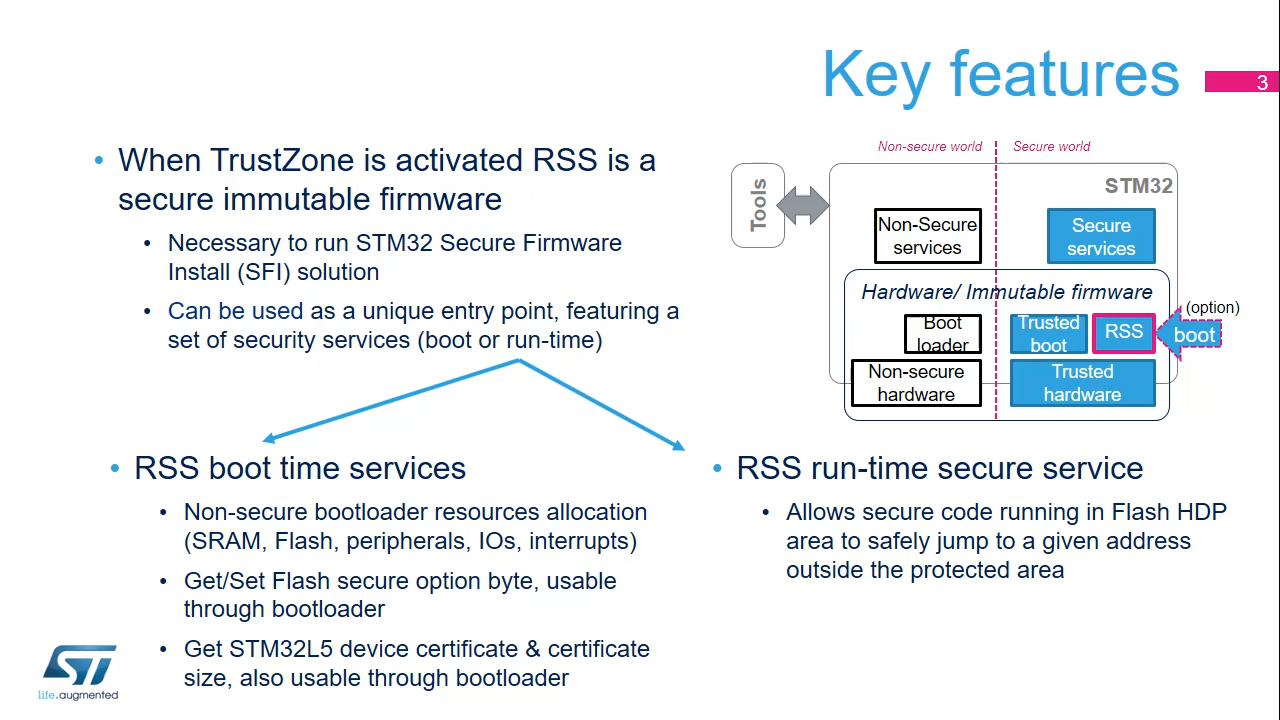 Key features
3
• When TrustZone is activated RSS is a
secure immutable firmware
• Necessary to run STM32 Secure Firmware
Install (SFI) solution
• Can be used as a unique entry point, featuring a
set of security services (boot or run-time)
Non-secure world
Secure world
Tools
STM32
Non-Secure
services
Secure
services
Hardware/ Immutable firmware
Boot
loader
Trusted
boot
RSS
(option)
boot
Non-secure
hardware
Trusted
hardware
• RSS boot time services
• Non-secure bootloader resources allocation
(SRAM, Flash, peripherals, IOs, interrupts)
• Get/Set Flash secure option byte, usable
through bootloader
• Get STM32L5 device certificate & certificate
size, also usable through bootloader
• RSS run-time secure service
• Allows secure code running in Flash HDP
area to safely jump to a given address
outside the protected area
ST
life.augmented